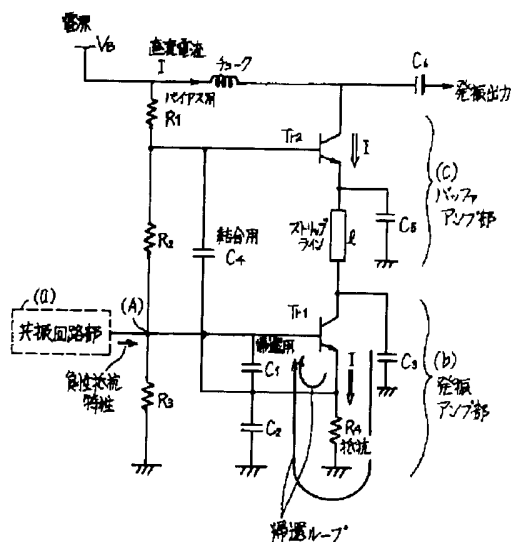 電源
VB
直流電流
I
チョーク
C6
発振出力
バイアス用
R1
Tr2
I
(C)
バッファ
アンプ部
R2
結合用
C4
ストリップ
ライン
l
C5
(a)
共振回路部
(A)
Tr1
負性抵抗
特性
帰還用
C1
I
C3
(b)
発振
アンプ部
R3
C2
R4
抵抗
帰還ループ